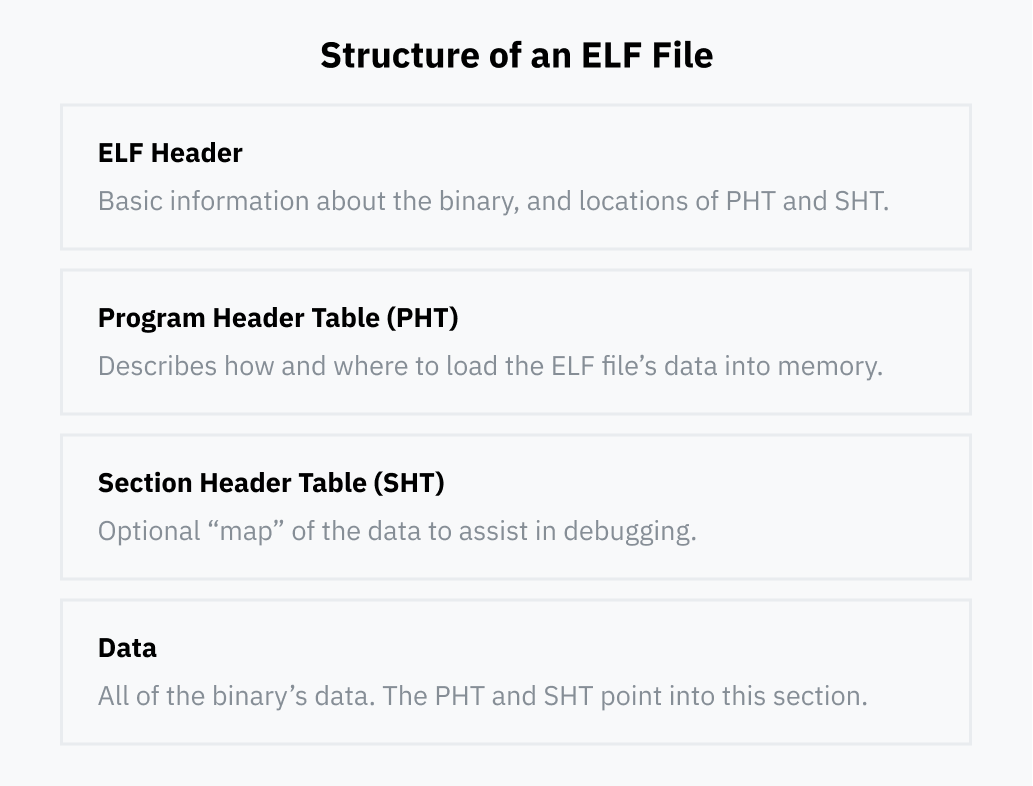 Structure of an ELF File
ELF Header
Basic information about the binary, and locations of PHT and SHT.
Program Header Table (PHT)
Describes how and where to load the ELF file’s data into memory.
Section Header Table (SHT)
Optional “map” of the data to assist in debugging.
Data
All of the binary’s data. The PHT and SHT point into this section.